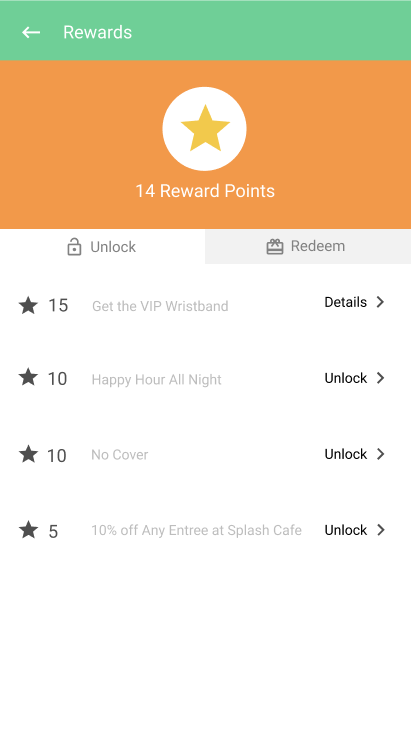 Rewards
14 Reward Points
Unlock
Redeem
15 Get the VIP Wristband Details
10 Happy Hour All Night Unlock
10 No Cover Unlock
5 10% off Any Entree at Splash Cafe Unlock